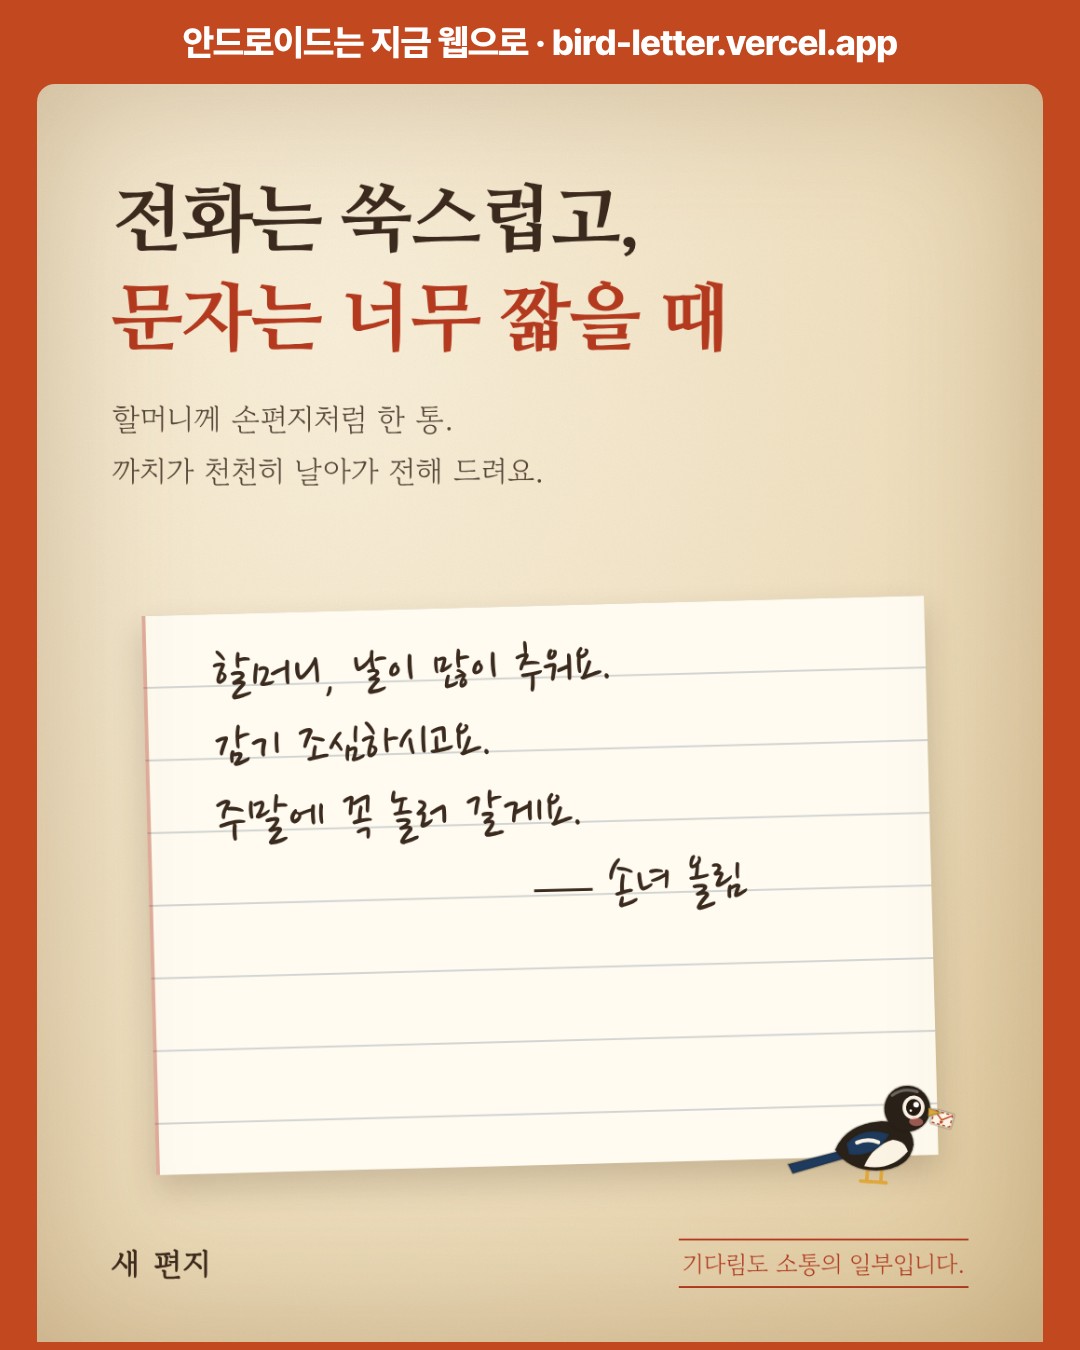 안드로이드는 지금 웹으로 · bird-letter.vercel.app
전화는 쑥스럽고,
문자는 너무 짧을 때
할머니께 손편지처럼 한 통.
까치가 천천히 날아가 전해 드려요.
할머니, 날이 많이 추워요.
감기 조심하시고요.
주말에 꼭 놀러 갈게요.
— 손녀 올림
새 편지
기다림도 소통의 일부입니다.